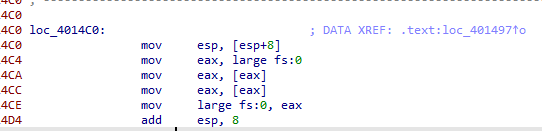 4C0 ; ---------------------------------------------------------------------------
4C0
4C0 loc_4014C0: ; DATA XREF: .text:loc_401497↑o
4C0 mov esp, [esp+8]
4C4 mov eax, large fs:0
4CA mov eax, [eax]
4CC mov eax, [eax]
4CE mov large fs:0, eax
4D4 add esp, 8